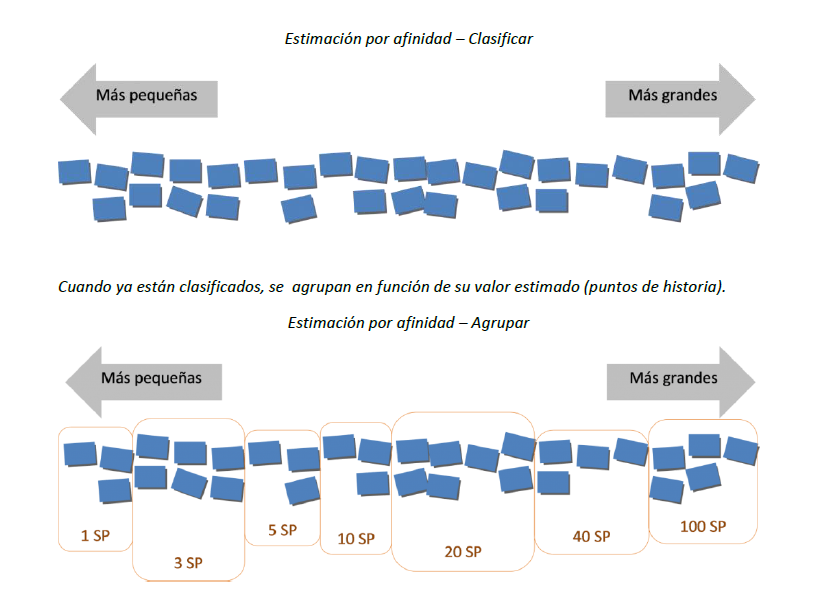 Estimación por afinidad – Clasificar
Más pequeñas
Más grandes
Cuando ya están clasificados, se  agrupan en función de su valor estimado (puntos de historia).
Estimación por afinidad – Agrupar
Más pequeñas
Más grandes
1 SP
3 SP
5 SP
10 SP
20 SP
40 SP
100 SP